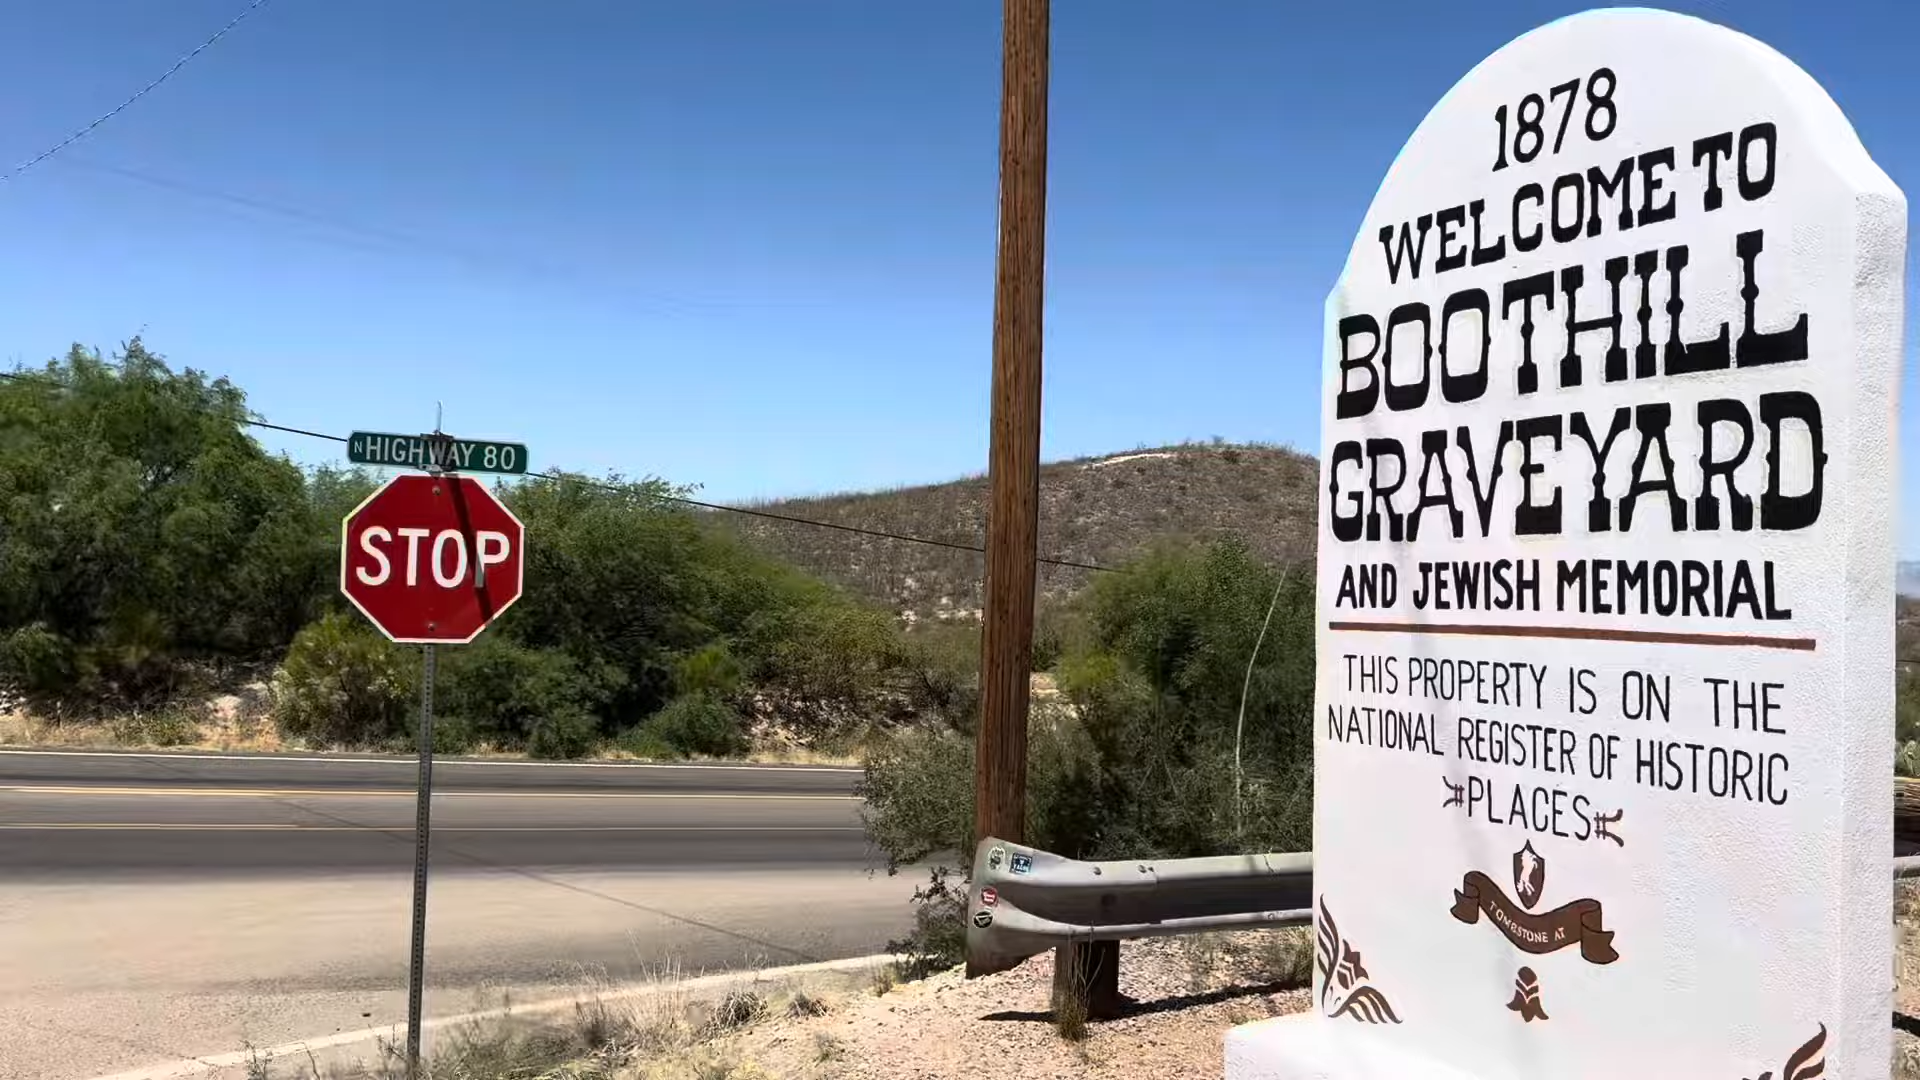 N HIGHWAY 80
STOP
1878
WELCOME TO
BOOTHILL
GRAVEYARD
AND JEWISH MEMORIAL
THIS PROPERTY IS ON THE
NATIONAL REGISTER OF HISTORIC
PLACES
TOMBSTONE AZ